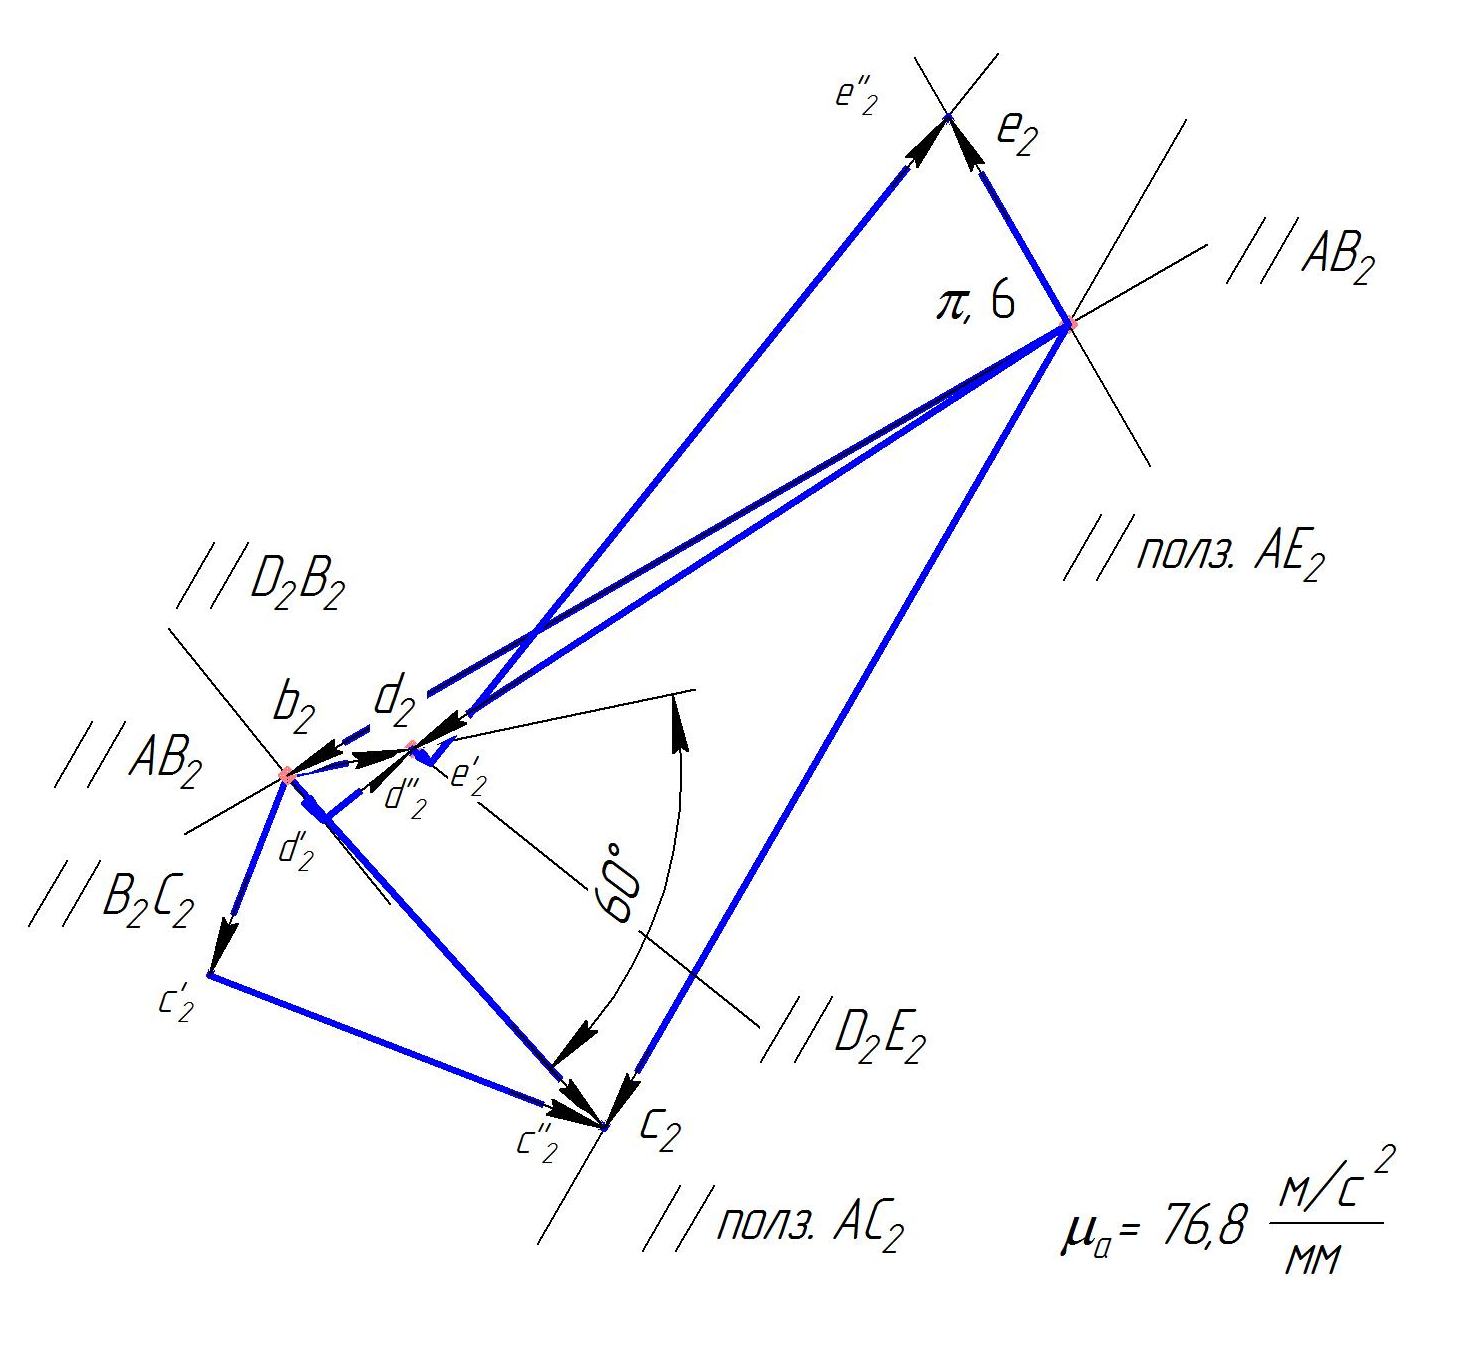 e″₂
e₂
// AB₂
π, 6
// полз. AE₂
// D₂B₂
b₂
d₂
// AB₂
e′₂
d″₂
d′₂
60°
// B₂C₂
c′₂
// D₂E₂
c″₂
c₂
// полз. AC₂
μₐ = 76,8 м/с²
мм